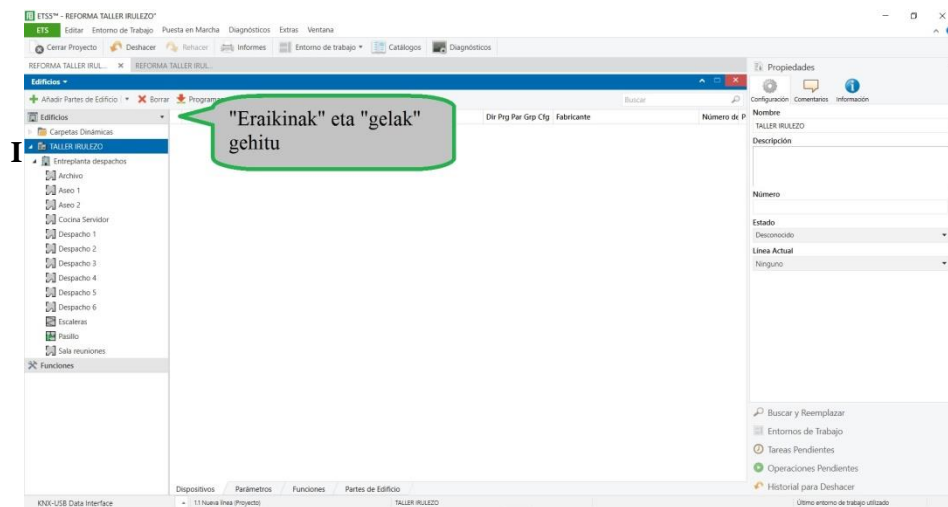 ETS5™ - REFORMA TALLER IRULEZO"
ETS Editar Entorno de Trabajo Puesta en Marcha Diagnósticos Extras Ventana
Cerrar Proyecto Deshacer Rehacer Informes Entorno de trabajo Catálogos Diagnósticos
REFORMA TALLER IRUL... REFORMA TALLER IRUL...
Edificios
Añadir Partes de Edificio Borrar Programa
Buscar
Edificios
Dir Prg Par Grp Cfg Fabricante Número de P
Carpetas Dinámicas
I
TALLER IRULEZO
Entreplanta despachos
Archivo
Aseo 1
Aseo 2
Cocina Servidor
Despacho 1
Despacho 2
Despacho 3
Despacho 4
Despacho 5
Despacho 6
Escaleras
Pasillo
Sala reuniones
Funciones
"Eraikinak" eta "gelak"
gehitu
Propiedades
Configuración Comentarios Información
Nombre
TALLER IRULEZO
Descripción
Número
Estado
Desconocido
Línea Actual
Ninguno
Buscar y Reemplazar
Entornos de Trabajo
Tareas Pendientes
Operaciones Pendientes
Historial para Deshacer
Dispositivos Parámetros Funciones Partes de Edificio
KNX-USB Data Interface 1.1 Nueva línea (Proyecto) TALLER IRULEZO Último entorno de trabajo utilizado